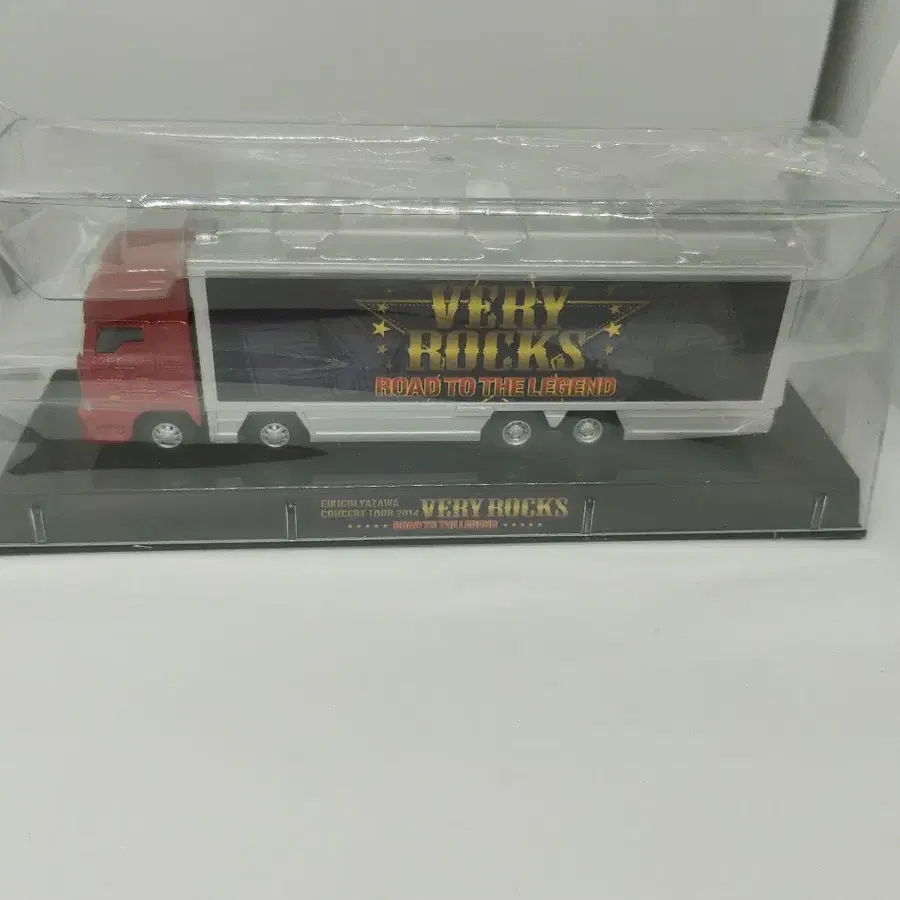 VERY
ROCKS
ROAD TO THE LEGEND
EIKICHI YAZAWA
CONCERT TOUR 2014 VERY ROCKS
ROAD TO THE LEGEND